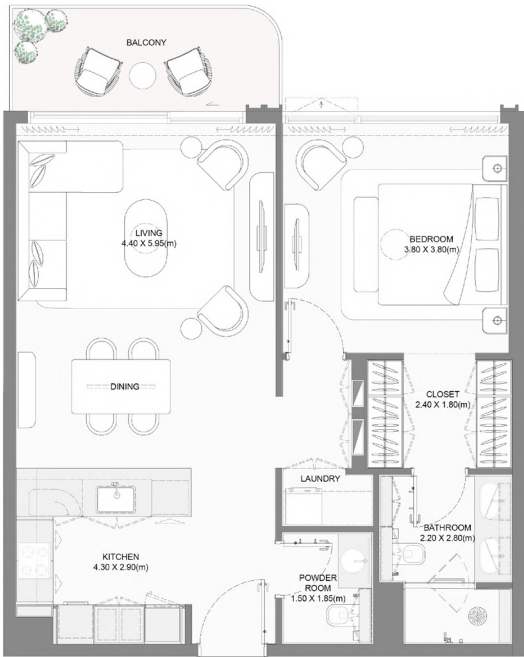 BALCONY
LIVING
4.40 X 5.95(m)
BEDROOM
3.80 X 3.80(m)
DINING
CLOSET
2.40 X 1.80(m)
LAUNDRY
BATHROOM
2.20 X 2.80(m)
KITCHEN
4.30 X 2.90(m)
POWDER
ROOM
1.50 X 1.85(m)